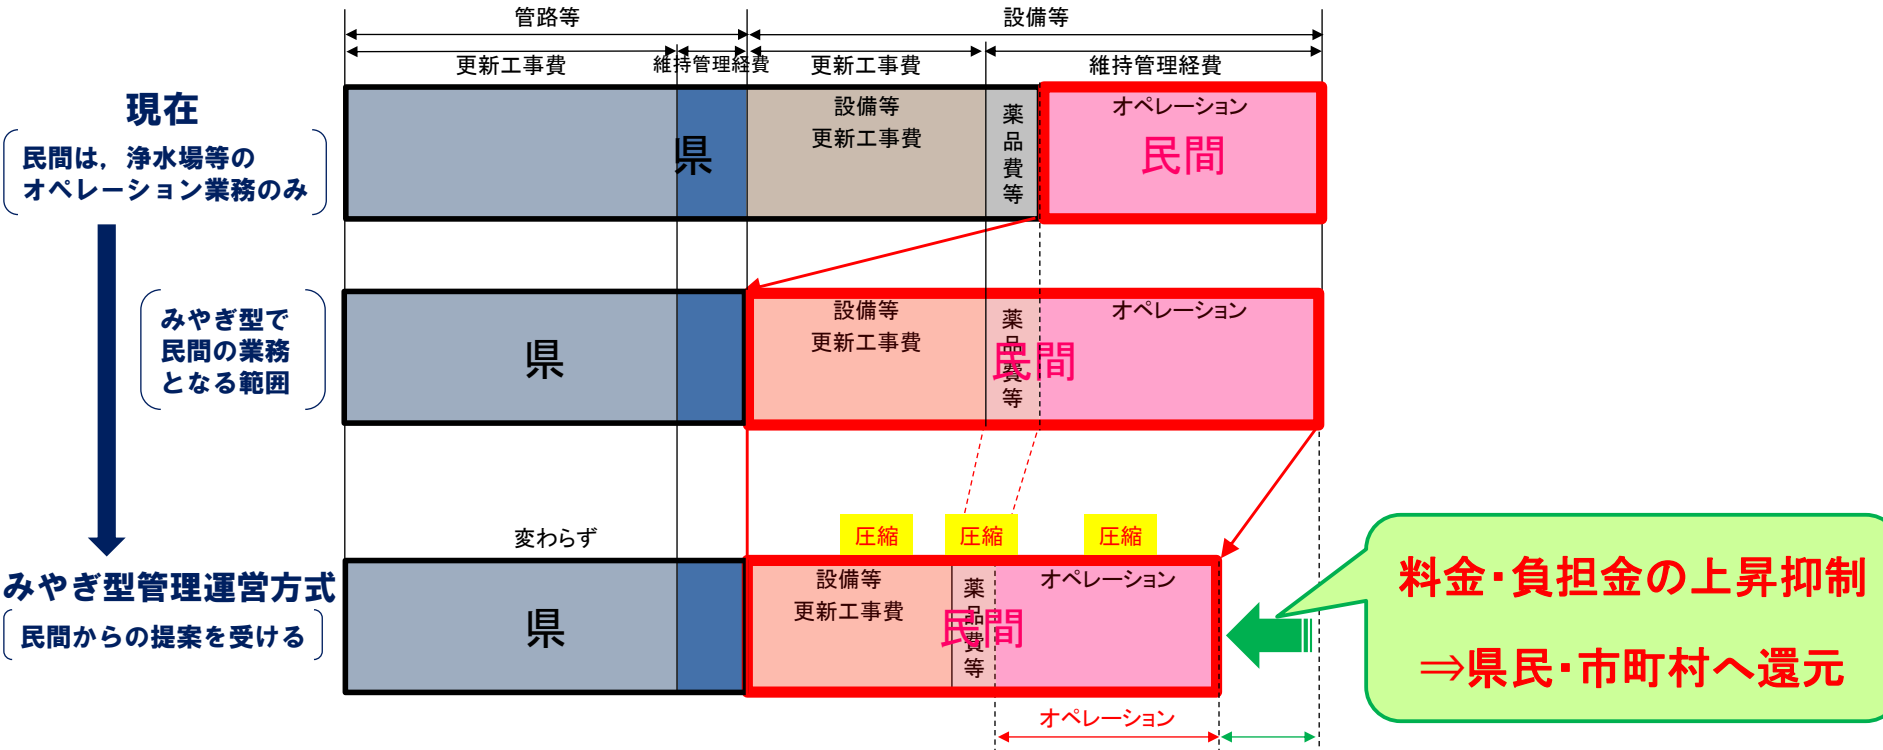 管路等
設備等
更新工事費
維持管理経費
更新工事費
維持管理経費
現在
民間は，浄水場等の
オペレーション業務のみ
県
設備等
更新工事費
薬品費等
オペレーション
民間
みやぎ型で
民間の業務
となる範囲
県
設備等
更新工事費
薬品費等
オペレーション
民間
変わらず
圧縮
圧縮
圧縮
みやぎ型管理運営方式
民間からの提案を受ける
県
設備等
更新工事費
薬品費等
オペレーション
民間
料金・負担金の上昇抑制
⇒県民・市町村へ還元
オペレーション